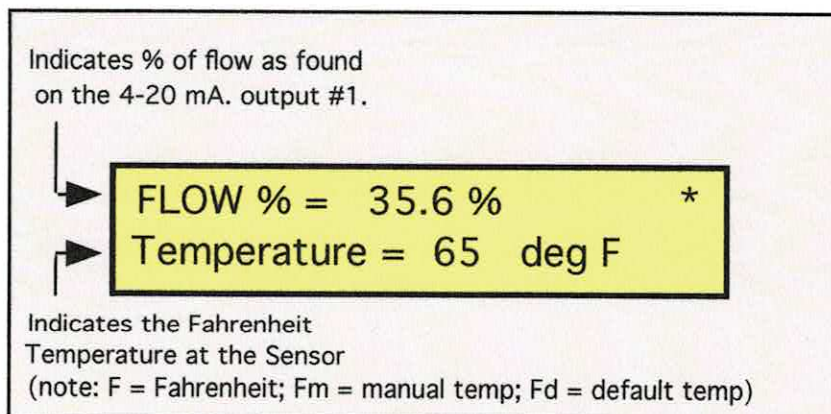 Indicates % of flow as found
on the 4-20 mA. output #1.
FLOW % = 35.6 % *
Temperature = 65 deg F
Indicates the Fahrenheit
Temperature at the Sensor
(note: F = Fahrenheit; Fm = manual temp; Fd = default temp)